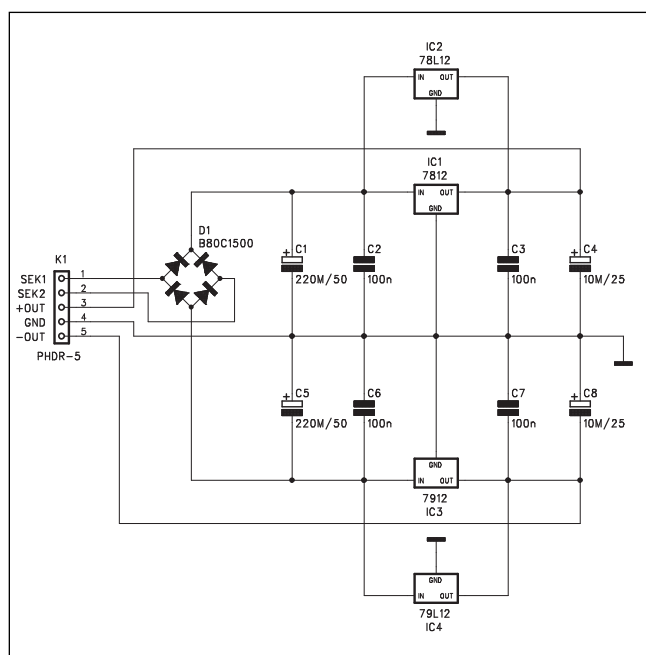 IC2
78L12
IN OUT
GND
IC1
7812
IN OUT
GND
D1
B80C1500
K1
SEK1 1
SEK2 2
+OUT 3
GND 4
-OUT 5
PHDR-5
+ C1
220M/50
C2
100n
C3
100n
+ C4
10M/25
+ C5
220M/50
C6
100n
C7
100n
+ C8
10M/25
GND
IN OUT
7912
IC3
GND
IN OUT
79L12
IC4